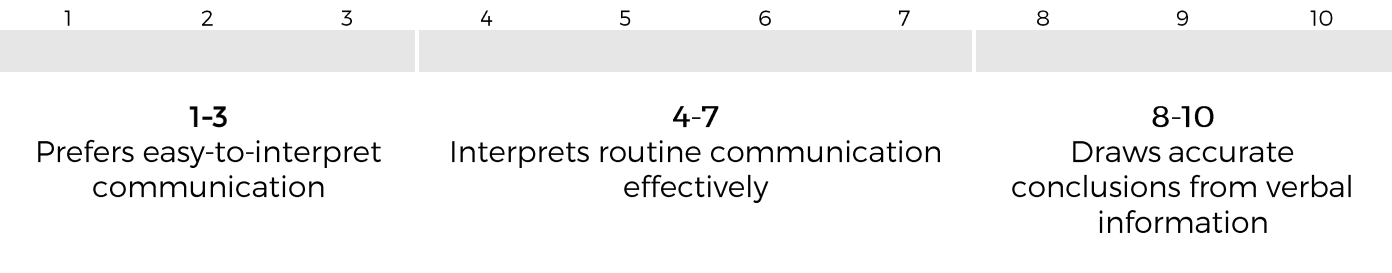 1 2 3 4 5 6 7 8 9 10
1-3
Prefers easy-to-interpret
communication
4-7
Interprets routine communication
effectively
8-10
Draws accurate
conclusions from verbal
information